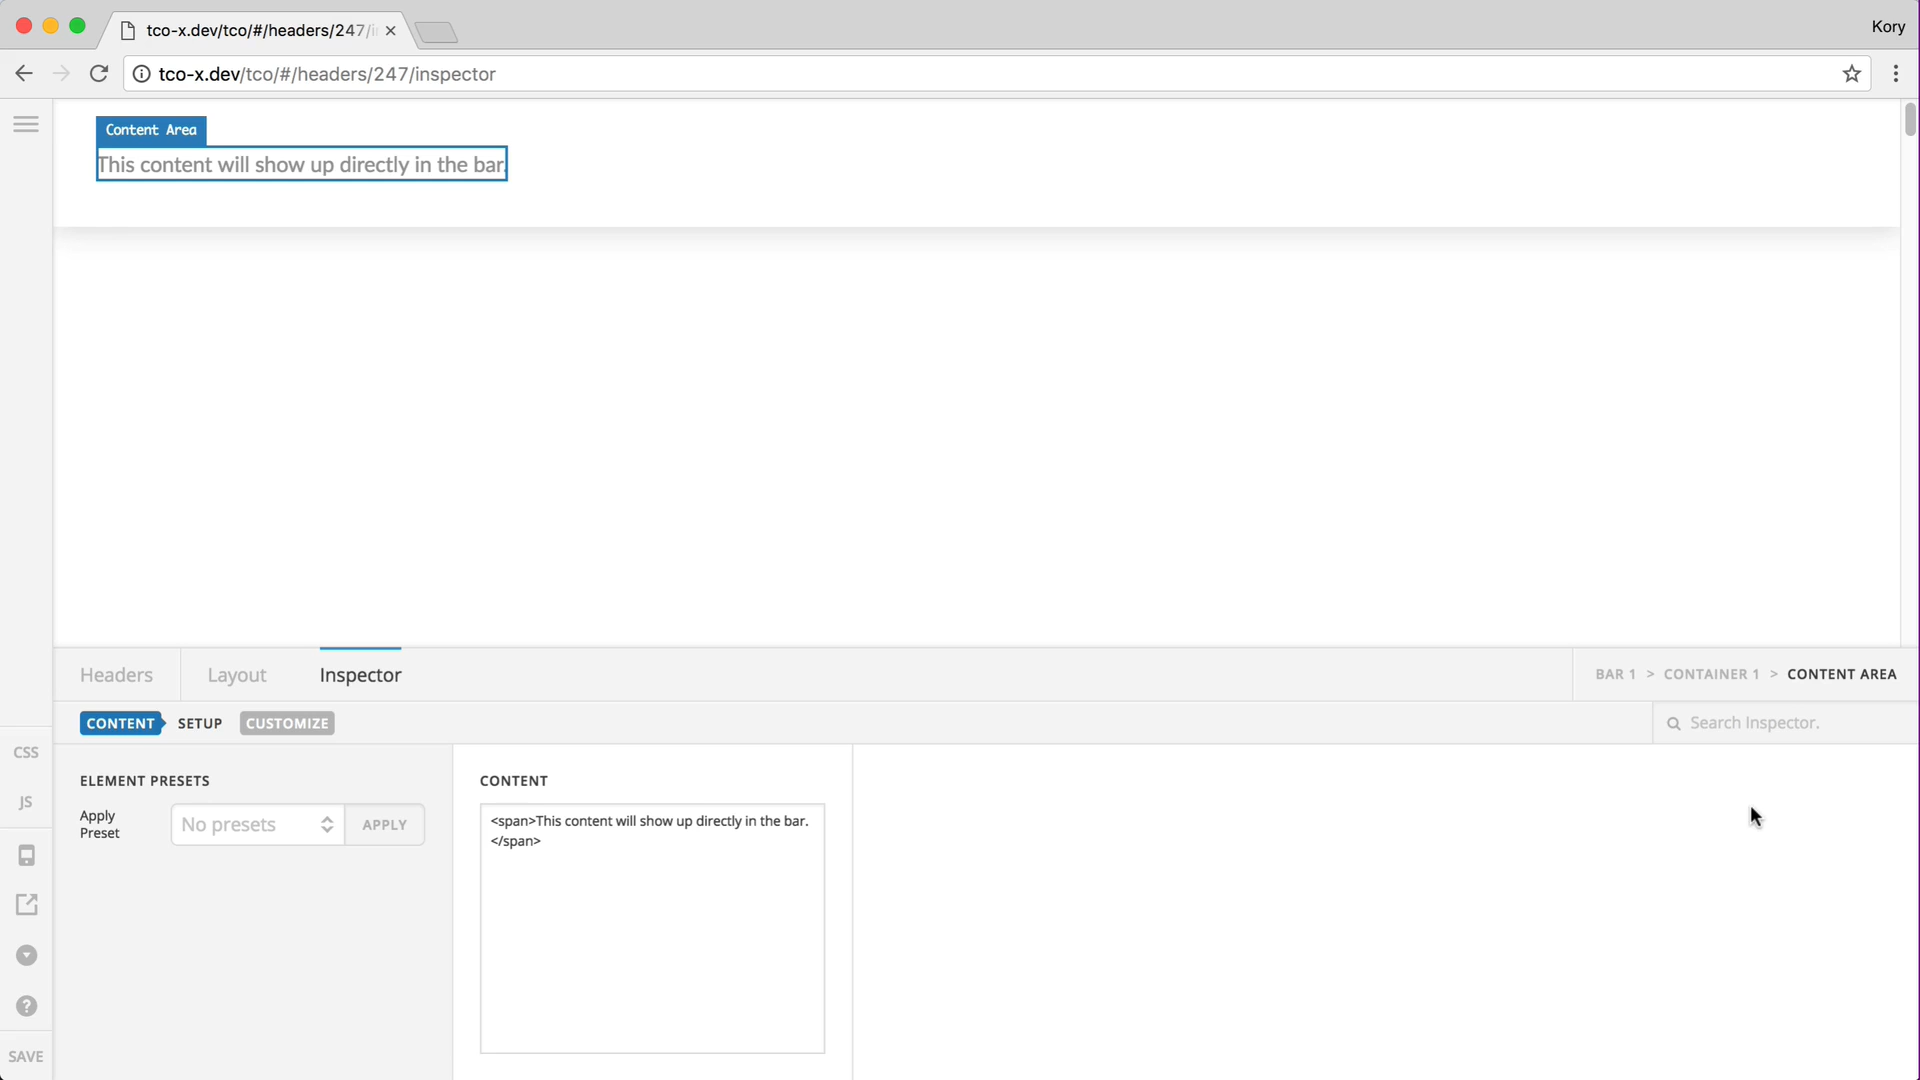 tco-x.dev/tco/#/headers/247/i
Kory
tco-x.dev/tco/#/headers/247/inspector
Content Area
This content will show up directly in the bar.
Headers
Layout
Inspector
BAR 1 > CONTAINER 1 > CONTENT AREA
CONTENT
SETUP
CUSTOMIZE
Search Inspector.
CSS
JS
SAVE
ELEMENT PRESETS
Apply
Preset
No presets
APPLY
CONTENT
<span>This content will show up directly in the bar.
</span>